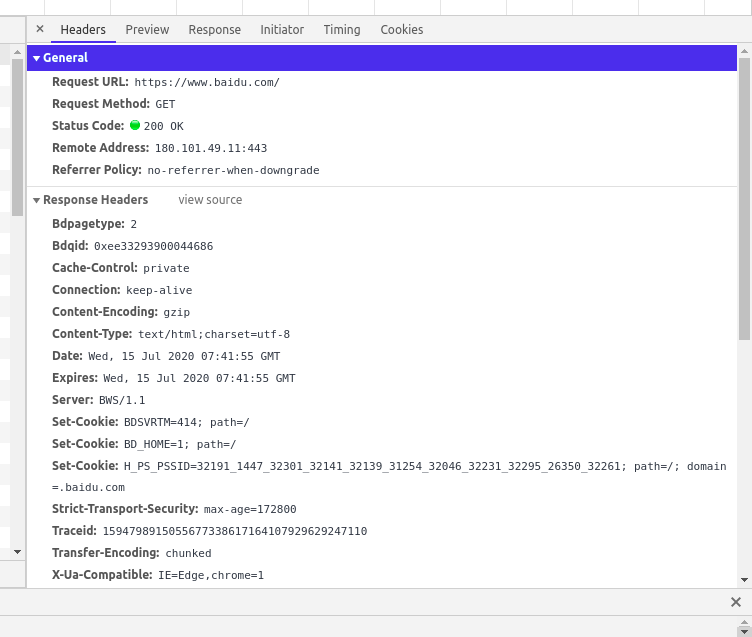 Headers Preview Response Initiator Timing Cookies
General
Request URL: https://www.baidu.com/
Request Method: GET
Status Code: 200 OK
Remote Address: 180.101.49.11:443
Referrer Policy: no-referrer-when-downgrade
Response Headers view source
Bdpagetype: 2
Bdqid: 0xee33293900044686
Cache-Control: private
Connection: keep-alive
Content-Encoding: gzip
Content-Type: text/html;charset=utf-8
Date: Wed, 15 Jul 2020 07:41:55 GMT
Expires: Wed, 15 Jul 2020 07:41:55 GMT
Server: BWS/1.1
Set-Cookie: BDSVRTM=414; path=/
Set-Cookie: BD_HOME=1; path=/
Set-Cookie: H_PS_PSSID=32191_1447_32301_32141_32139_31254_32046_32231_32295_26350_32261; path=/; domain
=.baidu.com
Strict-Transport-Security: max-age=172800
Traceid: 1594798915055677338617164107929629247110
Transfer-Encoding: chunked
X-Ua-Compatible: IE=Edge,chrome=1